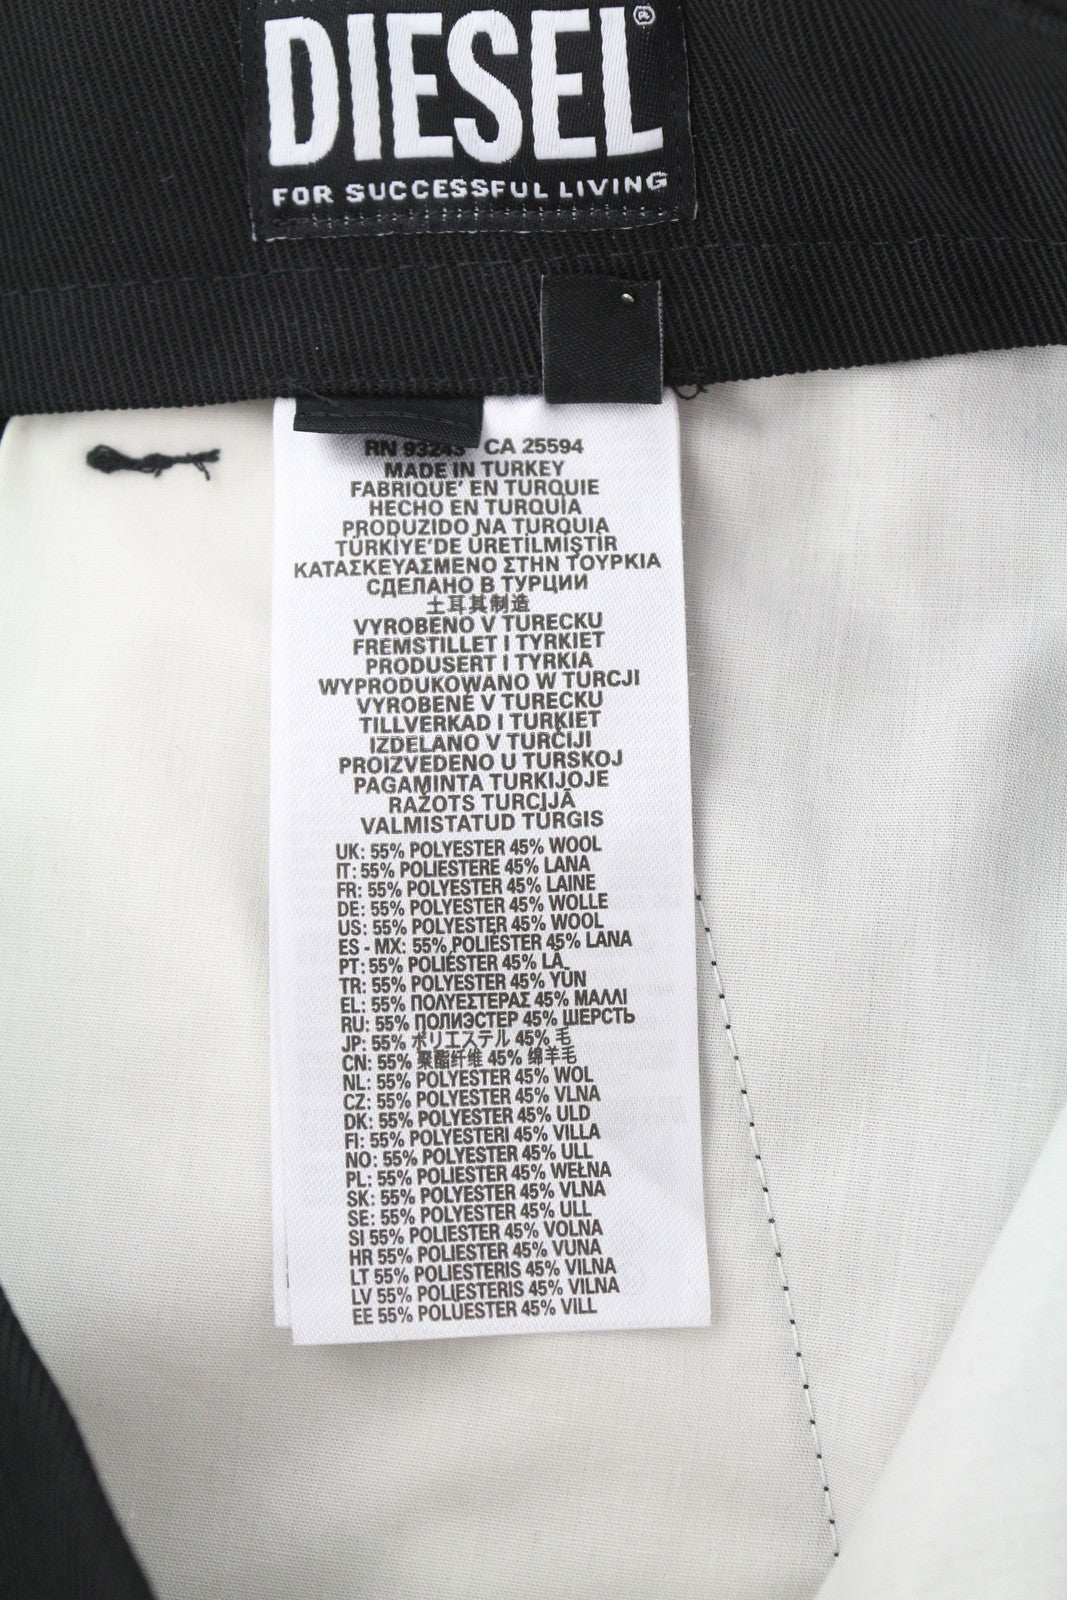 DIESEL®
FOR SUCCESSFUL LIVING
RN 93243 CA 25594
MADE IN TURKEY
FABRIQUE' EN TURQUIE
HECHO EN TURQUIA
PRODUZIDO NA TURQUIA
TÜRKİYE'DE ÜRETİLMİŞTİR
ΚΑΤΑΣΚΕΥΑΣΜΕΝΟ ΣΤΗΝ ΤΟΥΡΚΙΑ
СДЕЛАНО В ТУРЦИИ
土耳其制造
VYROBENO V TURECKU
FREMSTILLET I TYRKIET
PRODUSERT I TYRKIA
WYPRODUKOWANO W TURCJI
VYROBENÉ V TURECKU
TILLVERKAD I TURKIET
IZDELANO V TURČIJI
PROIZVEDENO U TURSKOJ
PAGAMINTA TURKIJOJE
RAŽOTS TURCIJĀ
VALMISTATUD TÜRGIS
UK: 55% POLYESTER 45% WOOL
IT: 55% POLIESTERE 45% LANA
FR: 55% POLYESTER 45% LAINE
DE: 55% POLYESTER 45% WOLLE
US: 55% POLYESTER 45% WOOL
ES - MX: 55% POLIÉSTER 45% LANA
PT: 55% POLIÉSTER 45% LÃ
TR: 55% POLYESTER 45% YÜN
EL: 55% ΠΟΛΥΕΣΤΕΡΑΣ 45% ΜΑΛΛΙ
RU: 55% ПОЛИЭСТЕР 45% ШЕРСТЬ
JP: 55% ポリエステル 45% 毛
CN: 55% 聚酯纤维 45% 绵羊毛
NL: 55% POLYESTER 45% WOL
CZ: 55% POLYESTER 45% VLNA
DK: 55% POLYESTER 45% ULD
FI: 55% POLYESTERI 45% VILLA
NO: 55% POLYESTER 45% ULL
PL: 55% POLYESTER 45% WEŁNA
SK: 55% POLYESTER 45% VLNA
SE: 55% POLYESTER 45% ULL
SI 55% POLIESTER 45% VOLNA
HR 55% POLIESTER 45% VUNA
LT 55% POLIESTERIS 45% VILNA
LV 55% POLIESTERIS 45% VILNA
EE 55% POLÜESTER 45% VILL